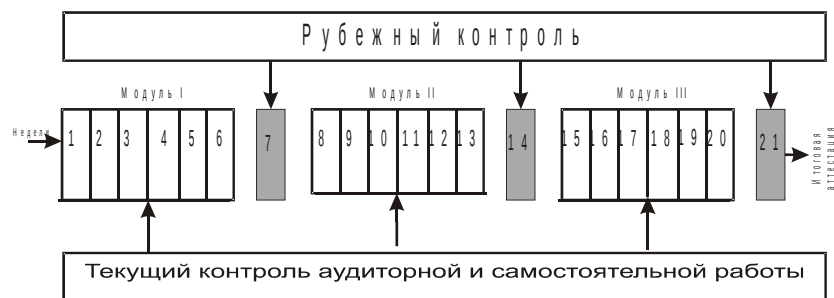 Рубежный контроль
Модуль I Модуль II Модуль III
Недели 1 2 3 4 5 6 7 8 9 10 11 12 13 14 15 16 17 18 19 20 21
Итоговая
аттестация
Текущий контроль аудиторной и самостоятельной работы